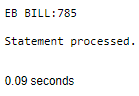 EB BILL:785
Statement processed.
0.09 seconds